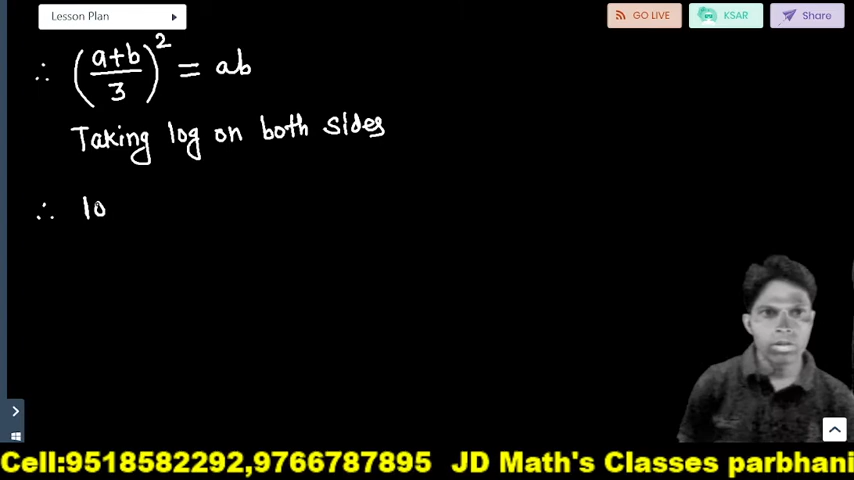 Lesson Plan
GO LIVE
KSAR
Share
∴ (a+b/3)² = ab
Taking log on both sides
∴ lo
Cell:9518582292,9766787895 JD Math's Classes parbhani